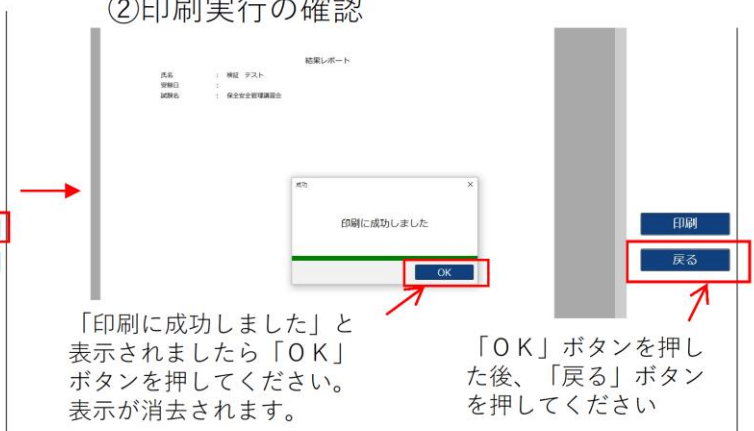 ②印刷実行の確認
結果レポート
氏名 : 検証 テスト
受験日 :
試験名 : 保全安全管理講習会
成功 ×
印刷に成功しました
OK
印刷
戻る
「印刷に成功しました」と
表示されましたら「ＯＫ」
ボタンを押してください。
表示が消去されます。
「ＯＫ」ボタンを押し
た後、「戻る」ボタン
を押してください